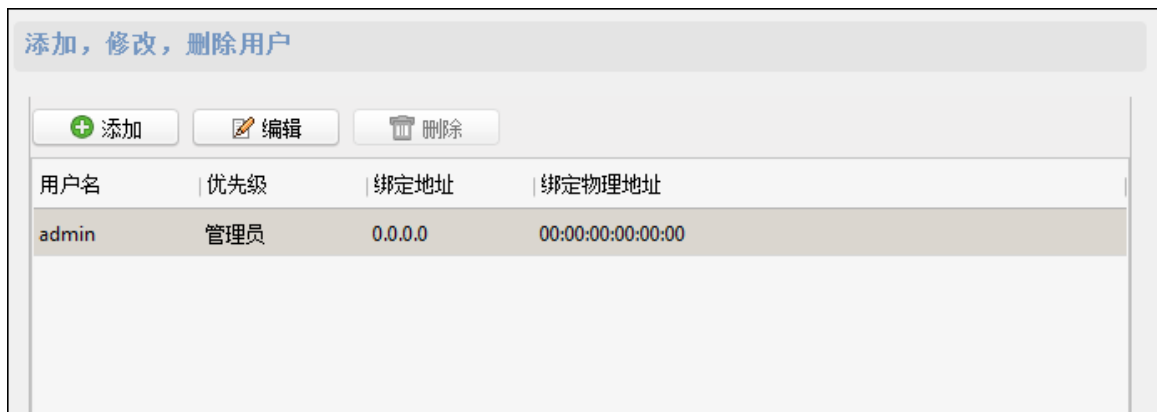 添加，修改，删除用户
添加 编辑 删除
用户名 优先级 绑定地址 绑定物理地址
admin 管理员 0.0.0.0 00:00:00:00:00:00